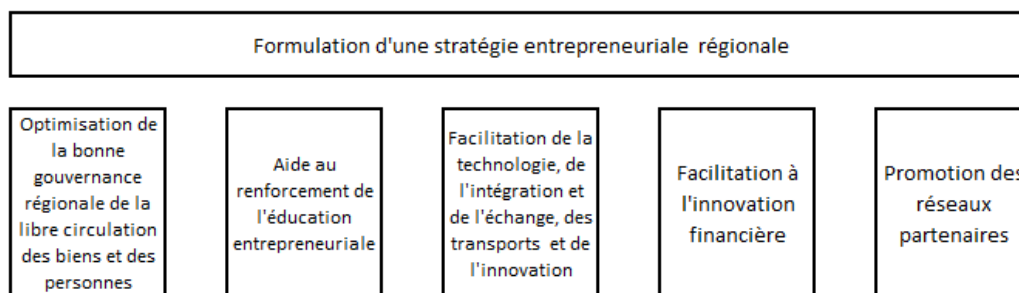 Formulation d'une stratégie entrepreneuriale régionale
Optimisation de
la bonne
gouvernance
régionale de la
libre circulation
des biens et des
personnes
Aide au
renforcement de
l'éducation
entrepreneuriale
Facilitation de la
technologie, de
l'intégration et
de l'échange, des
transports et de
l'innovation
Facilitation à
l'innovation
financière
Promotion des
réseaux
partenaires